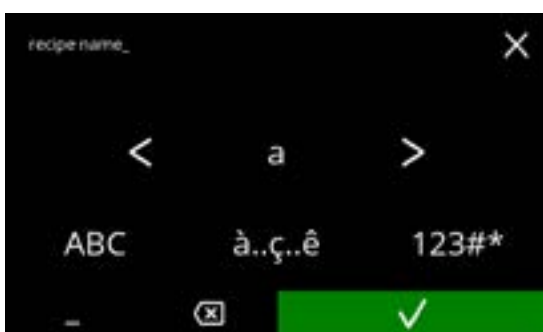 recipe name_
< a >
ABC à..ç..ê 123#*
_